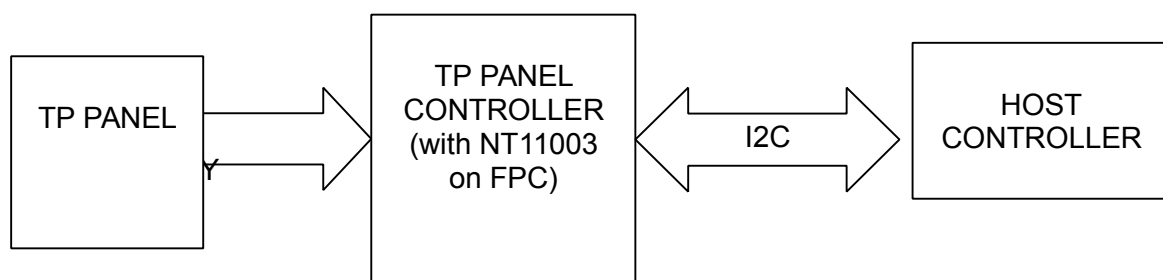 TP PANEL
Y
TP PANEL
CONTROLLER
(with NT11003
on FPC)
I2C
HOST
CONTROLLER